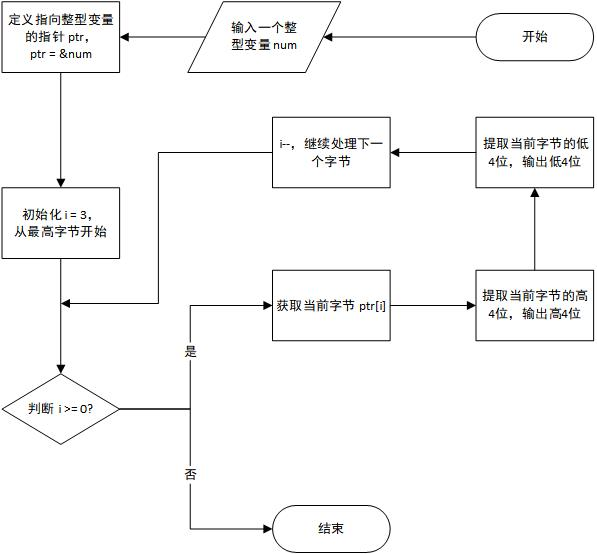 定义指向整型变量
的指针 ptr，
ptr = &num
输入一个整
型变量 num
开始
i--，继续处理下一
个字节
提取当前字节的低
4位，输出低4位
初始化 i = 3，
从最高字节开始
获取当前字节 ptr[i]
提取当前字节的高
4位，输出高4位
是
判断 i >= 0?
否
结束